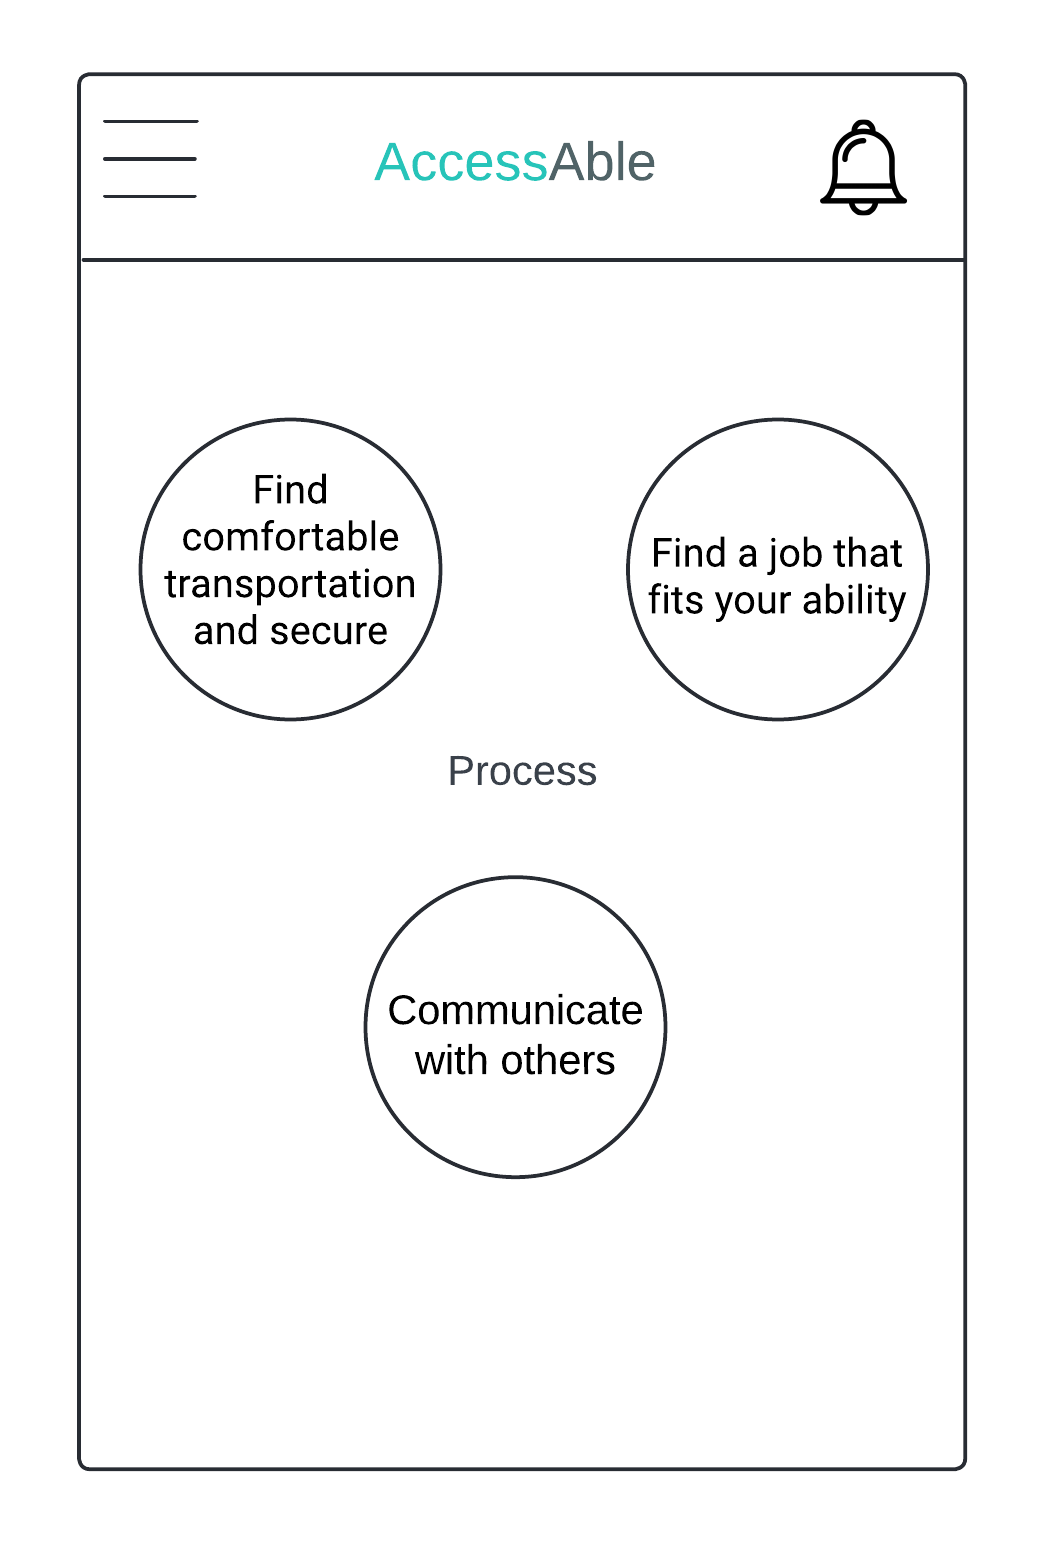 AccessAble
Find
comfortable
transportation
and secure
Find a job that
fits your ability
Process
Communicate
with others